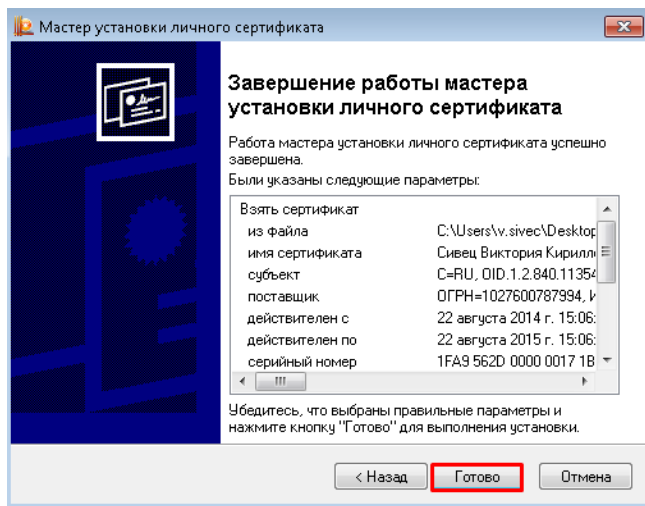 Мастер установки личного сертификата
Завершение работы мастера
установки личного сертификата
Работа мастера установки личного сертификата успешно
завершена.
Были указаны следующие параметры:
Взять сертификат
из файла C:\Users\v.sivec\Desktop
имя сертификата Сивец Виктория Кирилл
субъект C=RU, OID.1.2.840.11354
поставщик ОГРН=1027600787994, И
действителен с 22 августа 2014 г. 15:06:
действителен по 22 августа 2015 г. 15:06:
серийный номер 1FA9 562D 0000 0017 1B
Убедитесь, что выбраны правильные параметры и
нажмите кнопку "Готово" для выполнения установки.
< Назад Готово Отмена